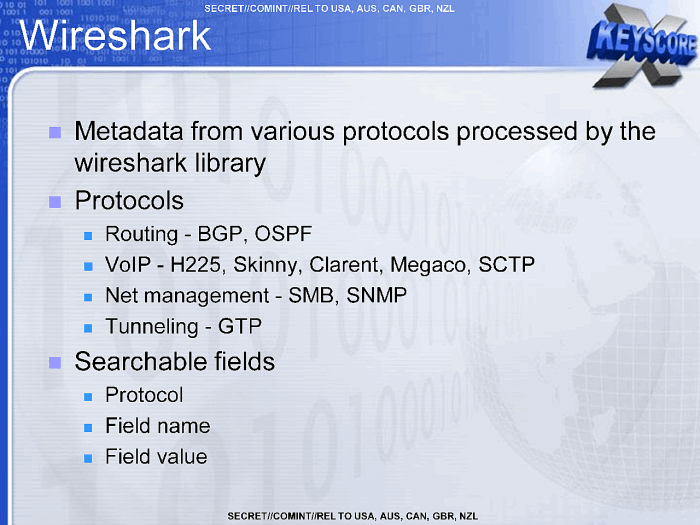 SECRET//COMINT//REL TO USA, AUS, CAN, GBR, NZL
Wireshark
X KEYSCORE
Metadata from various protocols processed by the
wireshark library
Protocols
Routing - BGP, OSPF
VoIP - H225, Skinny, Clarent, Megaco, SCTP
Net management - SMB, SNMP
Tunneling - GTP
Searchable fields
Protocol
Field name
Field value
SECRET//COMINT//REL TO USA, AUS, CAN, GBR, NZL